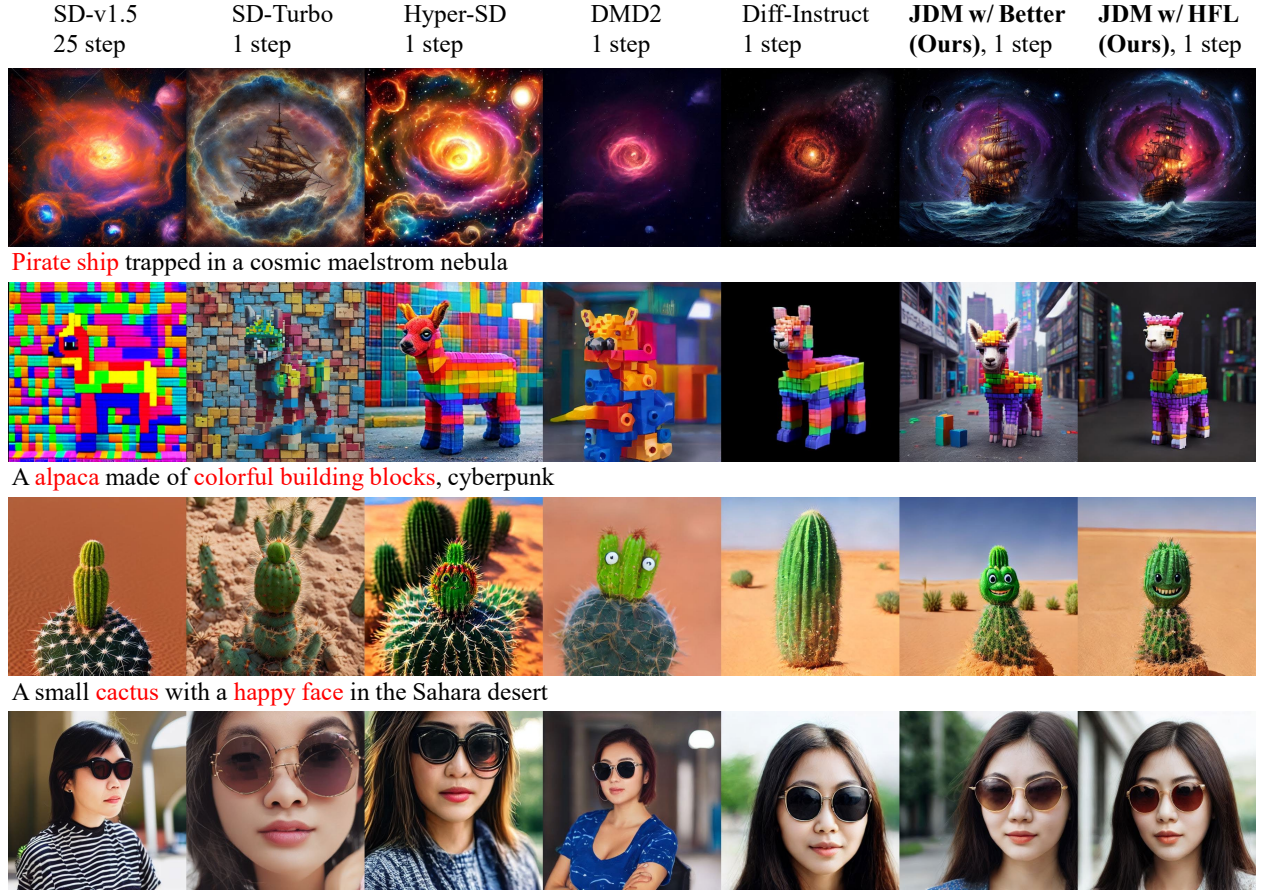 SD-v1.5 SD-Turbo Hyper-SD DMD2 Diff-Instruct JDM w/ Better JDM w/ HFL
25 step 1 step 1 step 1 step 1 step (Ours), 1 step (Ours), 1 step
Pirate ship trapped in a cosmic maelstrom nebula
A alpaca made of colorful building blocks, cyberpunk
A small cactus with a happy face in the Sahara desert